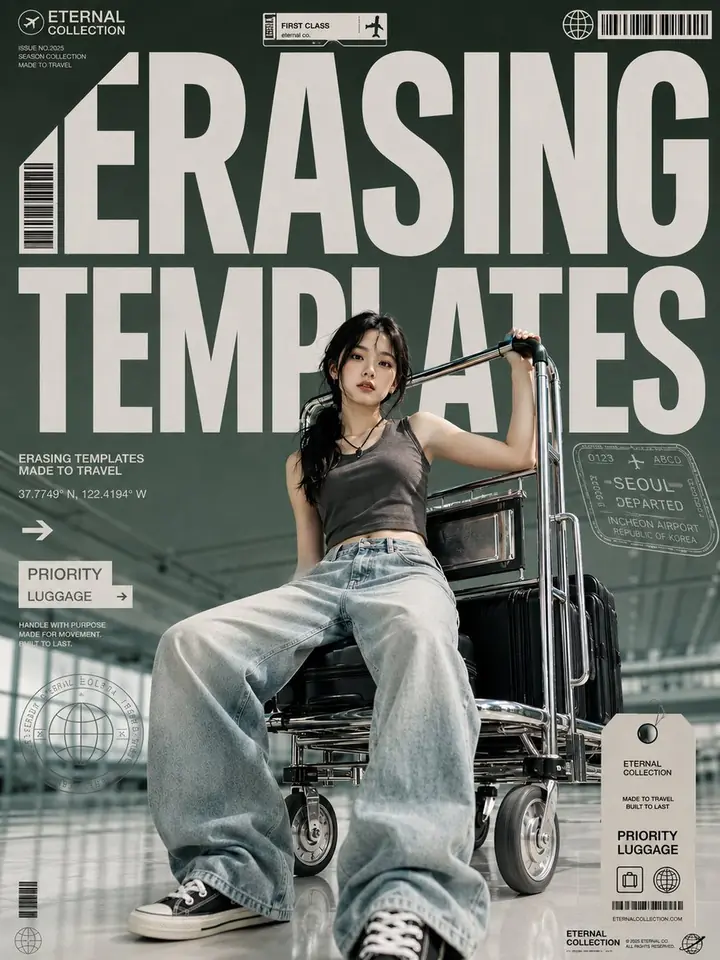 ETERNAL
COLLECTION
ISSUE NO.2025
SEASON COLLECTION
MADE TO TRAVEL
FIRST CLASS
eternal co.
ERASING
TEMPLATES
ERASING TEMPLATES
MADE TO TRAVEL
37.7749° N, 122.4194° W
→
PRIORITY
LUGGAGE →
HANDLE WITH PURPOSE
MADE FOR MOVEMENT.
BUILT TO LAST.
0123 ABCD
SEOUL
DEPARTED
INCHEON AIRPORT
REPUBLIC OF KOREA
ETERNAL
COLLECTION
MADE TO TRAVEL
BUILT TO LAST
PRIORITY
LUGGAGE
ETERNALCOLLECTION.COM
ETERNAL
COLLECTION
© 2025 ETERNAL CO.
ALL RIGHTS RESERVED.